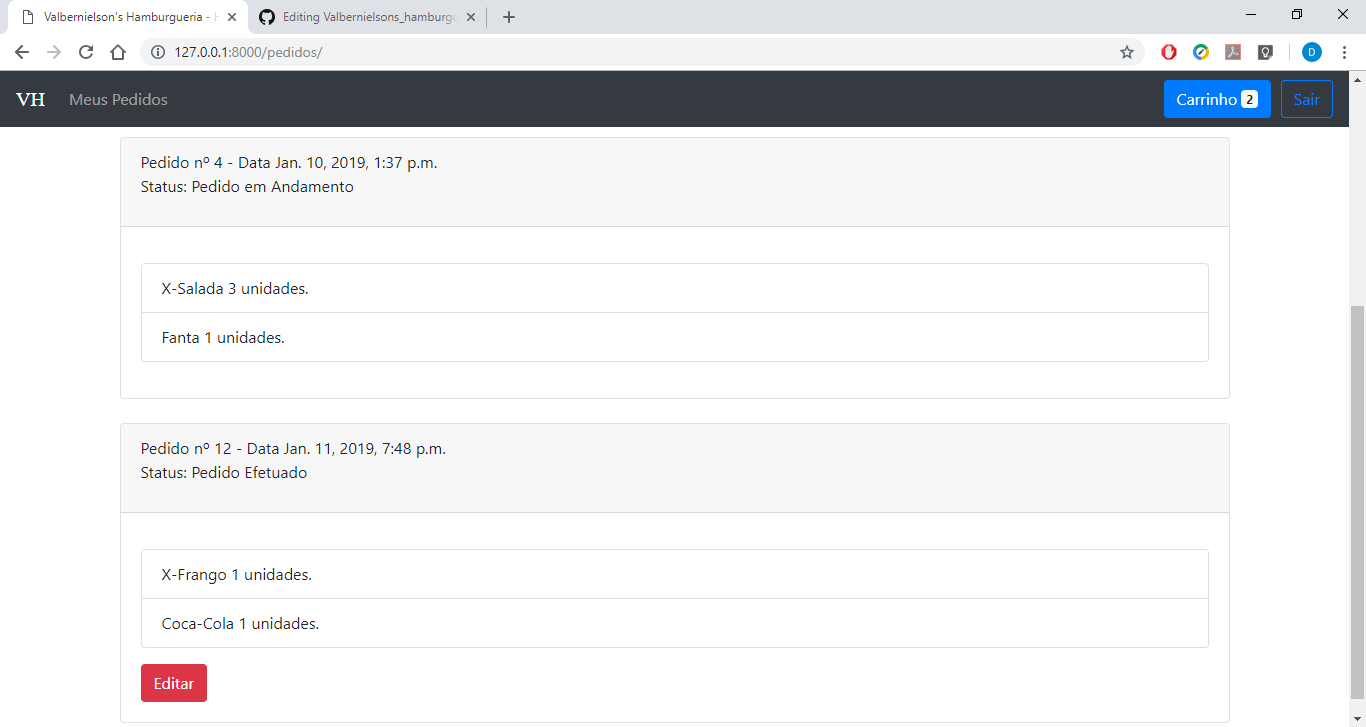 Valbernielson's Hamburgueria -
Editing Valbernielsons_hamburgu
127.0.0.1:8000/pedidos/
D
VH Meus Pedidos
Carrinho 2
Sair
Pedido nº 4 - Data Jan. 10, 2019, 1:37 p.m.
Status: Pedido em Andamento
X-Salada 3 unidades.
Fanta 1 unidades.
Pedido nº 12 - Data Jan. 11, 2019, 7:48 p.m.
Status: Pedido Efetuado
X-Frango 1 unidades.
Coca-Cola 1 unidades.
Editar